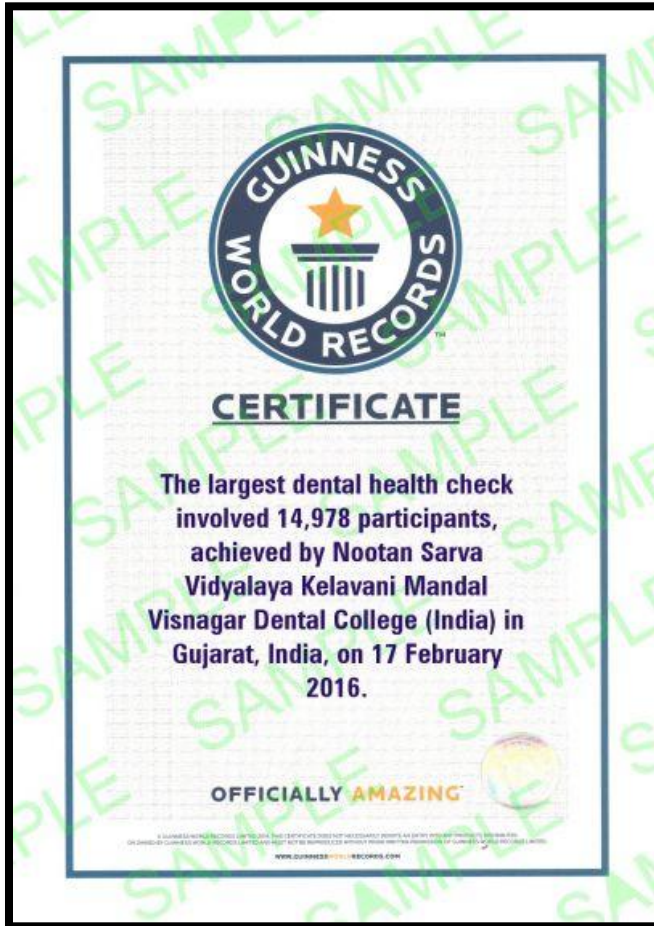 GUINNESS
WORLD RECORDS
TM
CERTIFICATE
The largest dental health check
involved 14,978 participants,
achieved by Nootan Sarva
Vidyalaya Kelavani Mandal
Visnagar Dental College (India) in
Gujarat, India, on 17 February
2016.
OFFICIALLY AMAZING
WWW.GUINNESSWORLDRECORDS.COM
SAMPLE